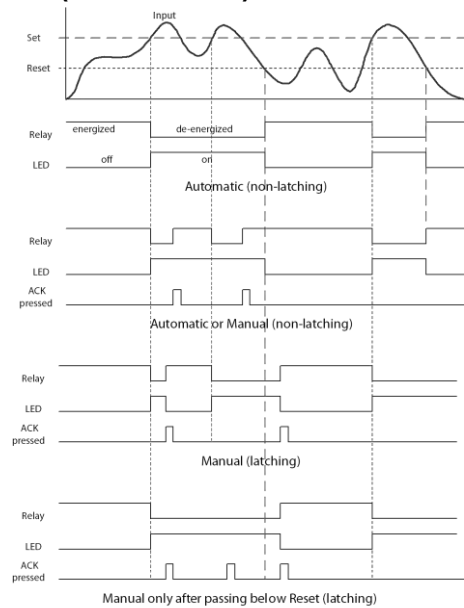 Input
Set
Reset
energized
de-energized
Relay
LED
off
on
Automatic (non-latching)
Relay
LED
ACK
pressed
Automatic or Manual (non-latching)
Relay
LED
ACK
pressed
Manual (latching)
Relay
LED
ACK
pressed
Manual only after passing below Reset (latching)